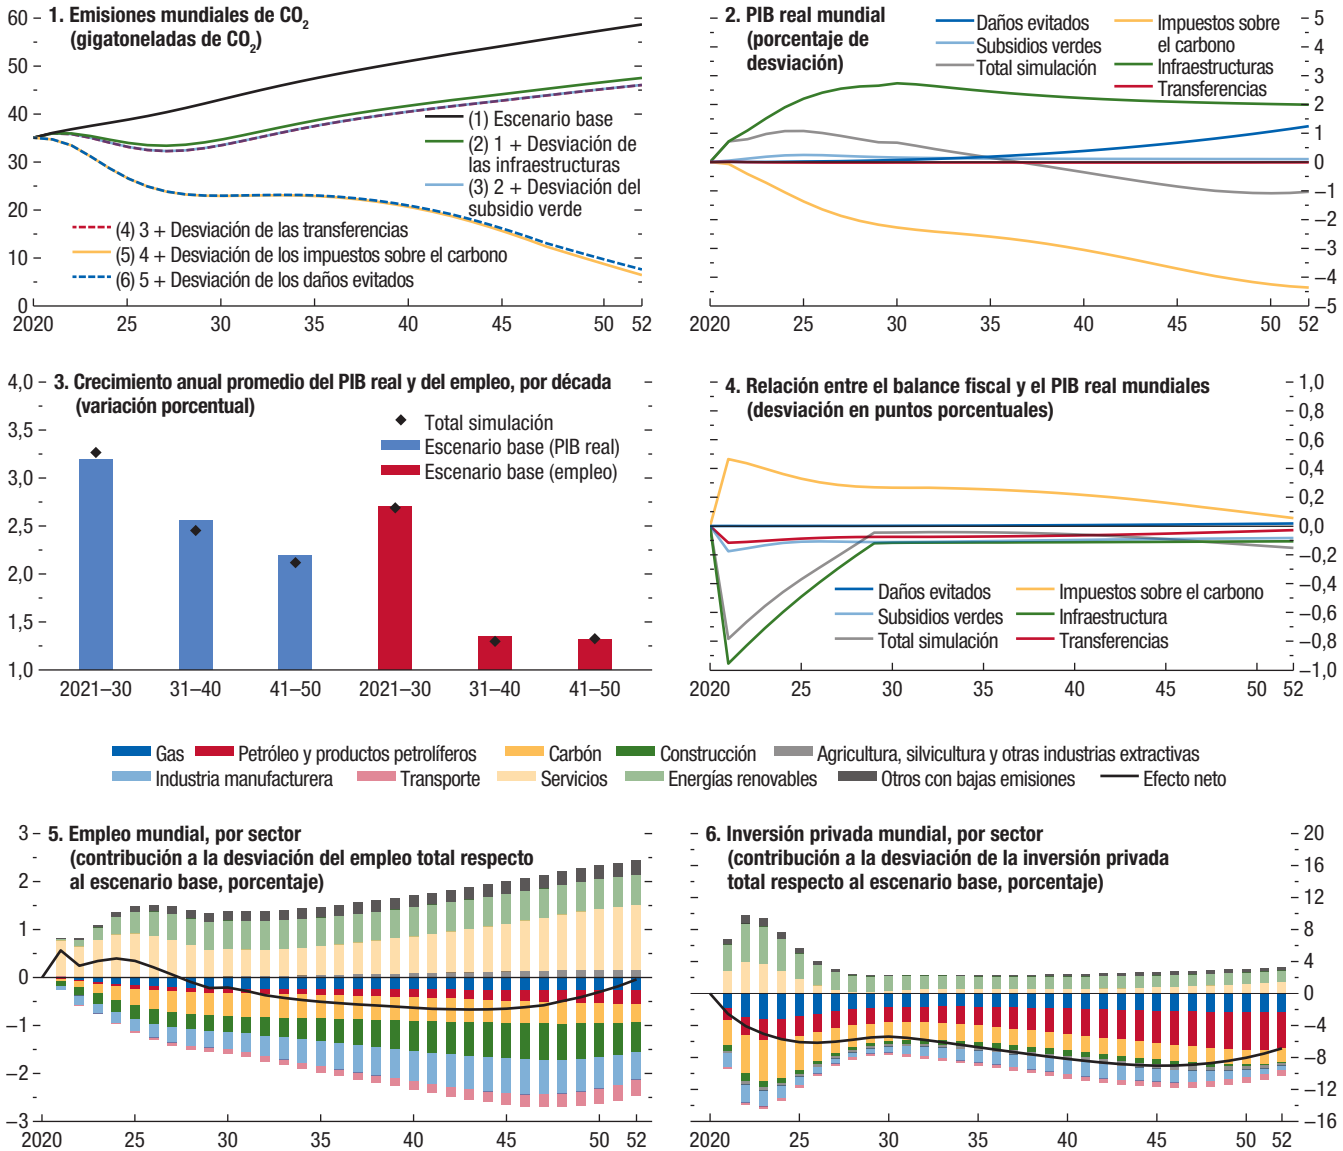 1. Emisiones mundiales de CO2
(gigatoneladas de CO2)
60
50
40
30
20
10
0
2020 25 30 35 40 45 50 52
(1) Escenario base
(2) 1 + Desviación de
las infraestructuras
(3) 2 + Desviación del
subsidio verde
(4) 3 + Desviación de las transferencias
(5) 4 + Desviación de los impuestos sobre el carbono
(6) 5 + Desviación de los daños evitados
2. PIB real mundial
(porcentaje de
desviación)
Daños evitados
Subsidios verdes
Total simulación
Impuestos sobre
el carbono
Infraestructuras
Transferencias
5
4
3
2
1
0
–1
–2
–3
–4
–5
2020 25 30 35 40 45 50 52
3. Crecimiento anual promedio del PIB real y del empleo, por década
(variación porcentual)
Total simulación
Escenario base (PIB real)
Escenario base (empleo)
4,0
3,5
3,0
2,5
2,0
1,5
1,0
2021–30 31–40 41–50 2021–30 31–40 41–50
4. Relación entre el balance fiscal y el PIB real mundiales
(desviación en puntos porcentuales)
1,0
0,8
0,6
0,4
0,2
0,0
–0,2
–0,4
–0,6
–0,8
–1,0
Daños evitados
Subsidios verdes
Total simulación
Impuestos sobre el carbono
Infraestructura
Transferencias
2020 25 30 35 40 45 52
Gas Petróleo y productos petrolíferos Carbón Construcción Agricultura, silvicultura y otras industrias extractivas
Industria manufacturera Transporte Servicios Energías renovables Otros con bajas emisiones Efecto neto
5. Empleo mundial, por sector
(contribución a la desviación del empleo total respecto
al escenario base, porcentaje)
3
2
1
0
–1
–2
–3
2020 25 30 35 40 45 50 52
6. Inversión privada mundial, por sector
(contribución a la desviación de la inversión privada
total respecto al escenario base, porcentaje)
20
16
12
8
4
0
–4
–8
–12
–16
2020 25 30 35 40 45 50 52